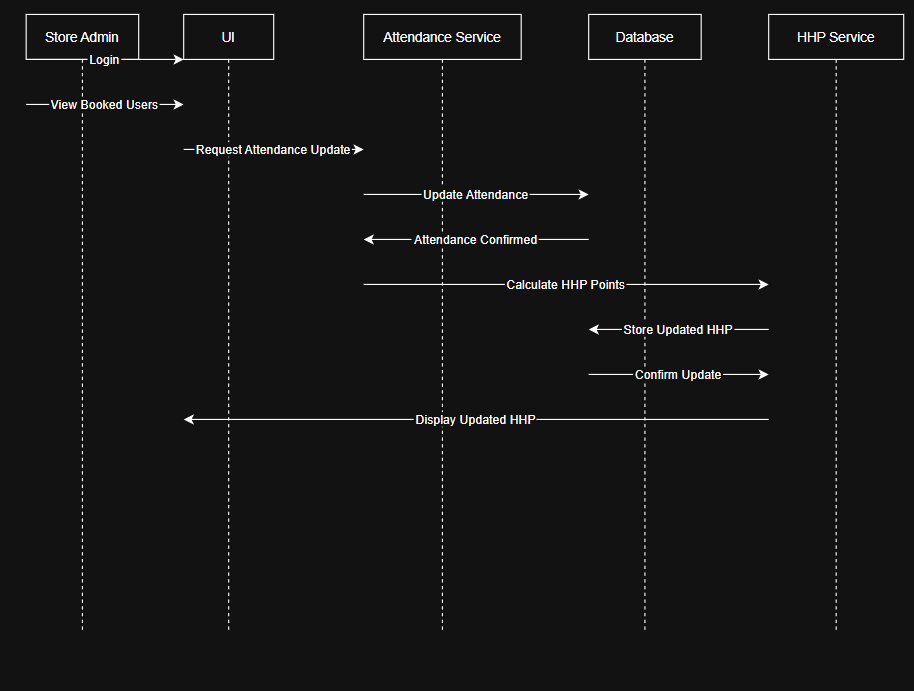 Store Admin
UI
Attendance Service
Database
HHP Service
Login
View Booked Users
Request Attendance Update
Update Attendance
Attendance Confirmed
Calculate HHP Points
Store Updated HHP
Confirm Update
Display Updated HHP